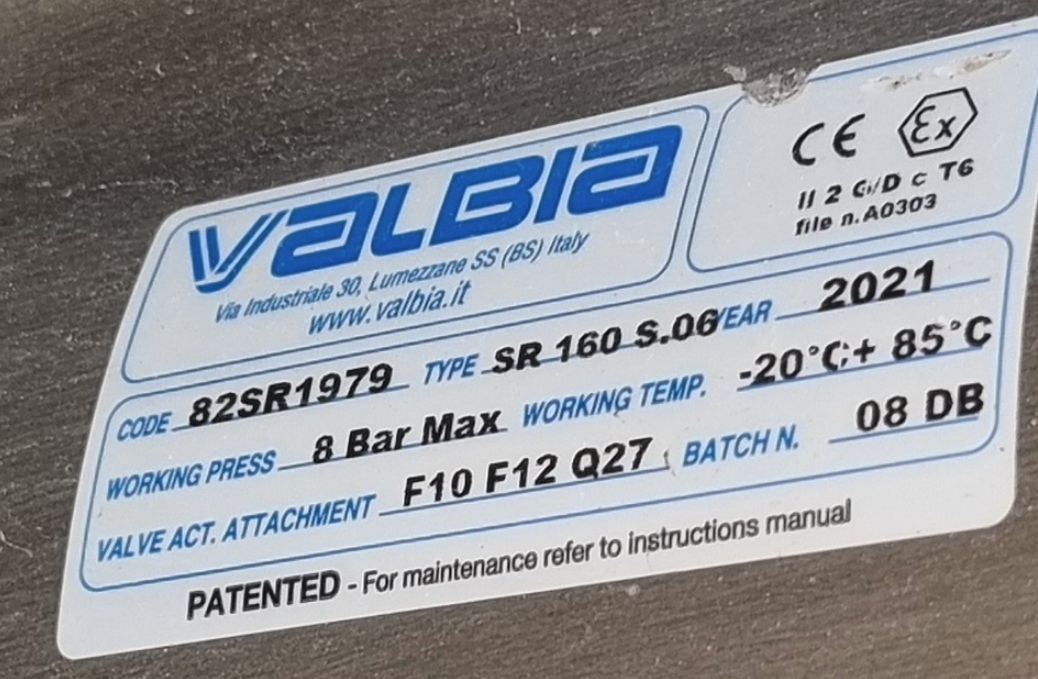 VALBIA
Via Industriale 30, Lumezzane SS (BS) Italy
www.valbia.it
CE Ex
II 2 G/D c T6
file n.A0303
CODE 82SR1979 TYPE SR 160 S.06 YEAR 2021
WORKING PRESS 8 Bar Max WORKING TEMP. -20°C+ 85°C
VALVE ACT. ATTACHMENT F10 F12 Q27 BATCH N. 08 DB
PATENTED - For maintenance refer to instructions manual